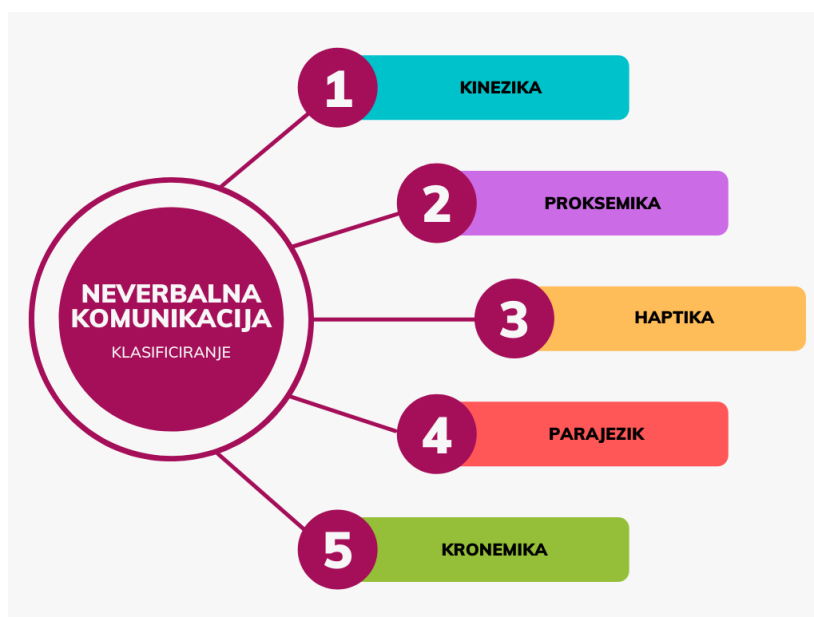 NEVERBALNA
KOMUNIKACIJA
KLASIFICIRANJE
1
KINEZIKA
2
PROKSEMIKA
3
HAPTIKA
4
PARAJEZIK
5
KRONEMIKA